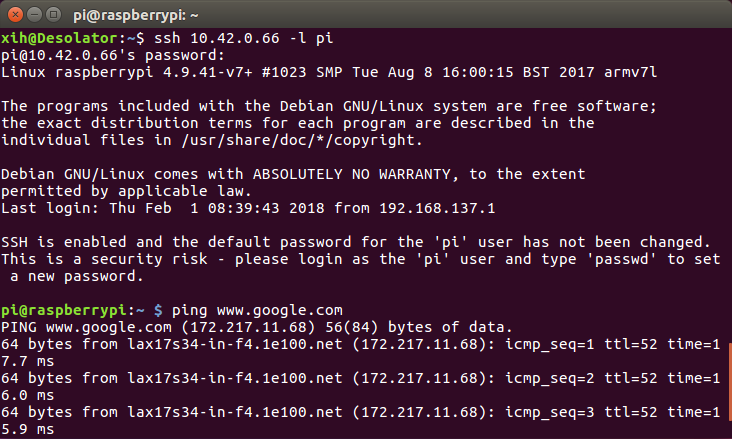 pi@raspberrypi: ~
xih@Desolator:~$ ssh 10.42.0.66 -l pi
pi@10.42.0.66's password:
Linux raspberrypi 4.9.41-v7+ #1023 SMP Tue Aug 8 16:00:15 BST 2017 armv7l

The programs included with the Debian GNU/Linux system are free software;
the exact distribution terms for each program are described in the
individual files in /usr/share/doc/*/copyright.

Debian GNU/Linux comes with ABSOLUTELY NO WARRANTY, to the extent
permitted by applicable law.
Last login: Thu Feb  1 08:39:43 2018 from 192.168.137.1

SSH is enabled and the default password for the 'pi' user has not been changed.
This is a security risk - please login as the 'pi' user and type 'passwd' to set
 a new password.

pi@raspberrypi:~ $ ping www.google.com
PING www.google.com (172.217.11.68) 56(84) bytes of data.
64 bytes from lax17s34-in-f4.1e100.net (172.217.11.68): icmp_seq=1 ttl=52 time=1
7.7 ms
64 bytes from lax17s34-in-f4.1e100.net (172.217.11.68): icmp_seq=2 ttl=52 time=1
6.0 ms
64 bytes from lax17s34-in-f4.1e100.net (172.217.11.68): icmp_seq=3 ttl=52 time=1
5.9 ms